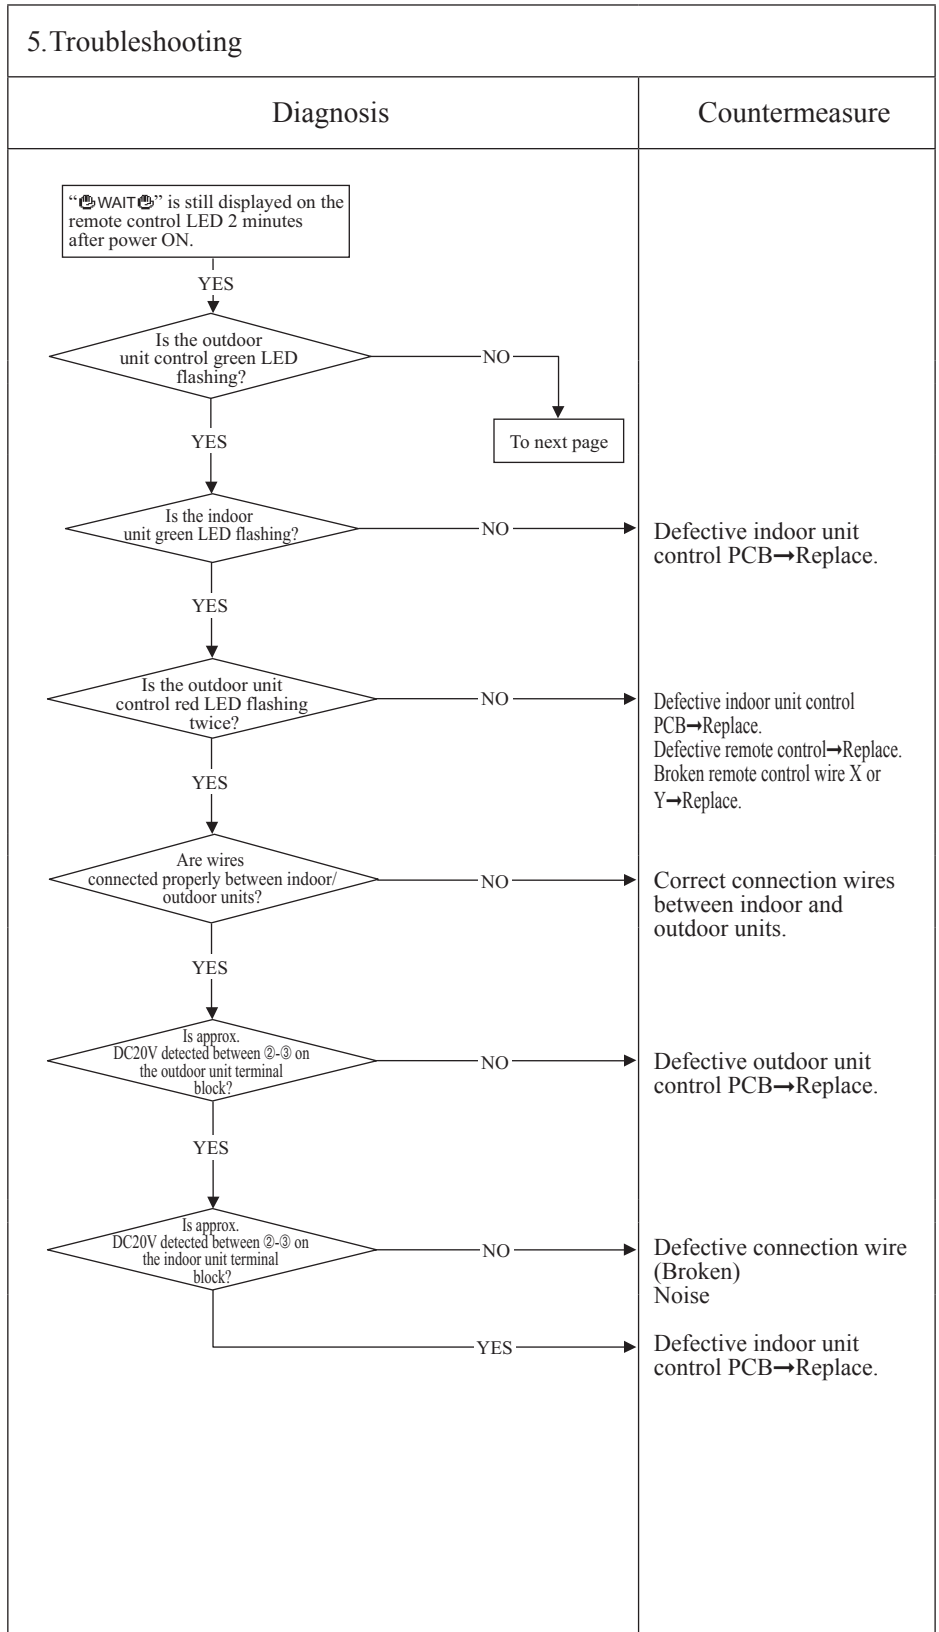 5.Troubleshooting
Diagnosis
Countermeasure
“WAIT” is still displayed on the
remote control LED 2 minutes
after power ON.
YES
Is the outdoor
unit control green LED
flashing?
NO
To next page
YES
Is the indoor
unit green LED flashing?
NO
Defective indoor unit
control PCB→Replace.
YES
Is the outdoor unit
control red LED flashing
twice?
NO
Defective indoor unit control
PCB→Replace.
Defective remote control→Replace.
Broken remote control wire X or
Y→Replace.
YES
Are wires
connected properly between indoor/
outdoor units?
NO
Correct connection wires
between indoor and
outdoor units.
YES
Is approx.
DC20V detected between ②-③ on
the outdoor unit terminal
block?
NO
Defective outdoor unit
control PCB→Replace.
YES
Is approx.
DC20V detected between ②-③ on
the indoor unit terminal
block?
NO
Defective connection wire
(Broken)
Noise
YES
Defective indoor unit
control PCB→Replace.